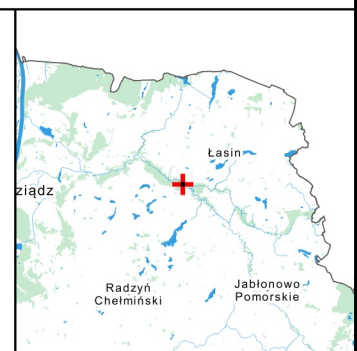 Łasin
ziądz
Radzyń
Chełmiński
Jabłonowo
Pomorskie